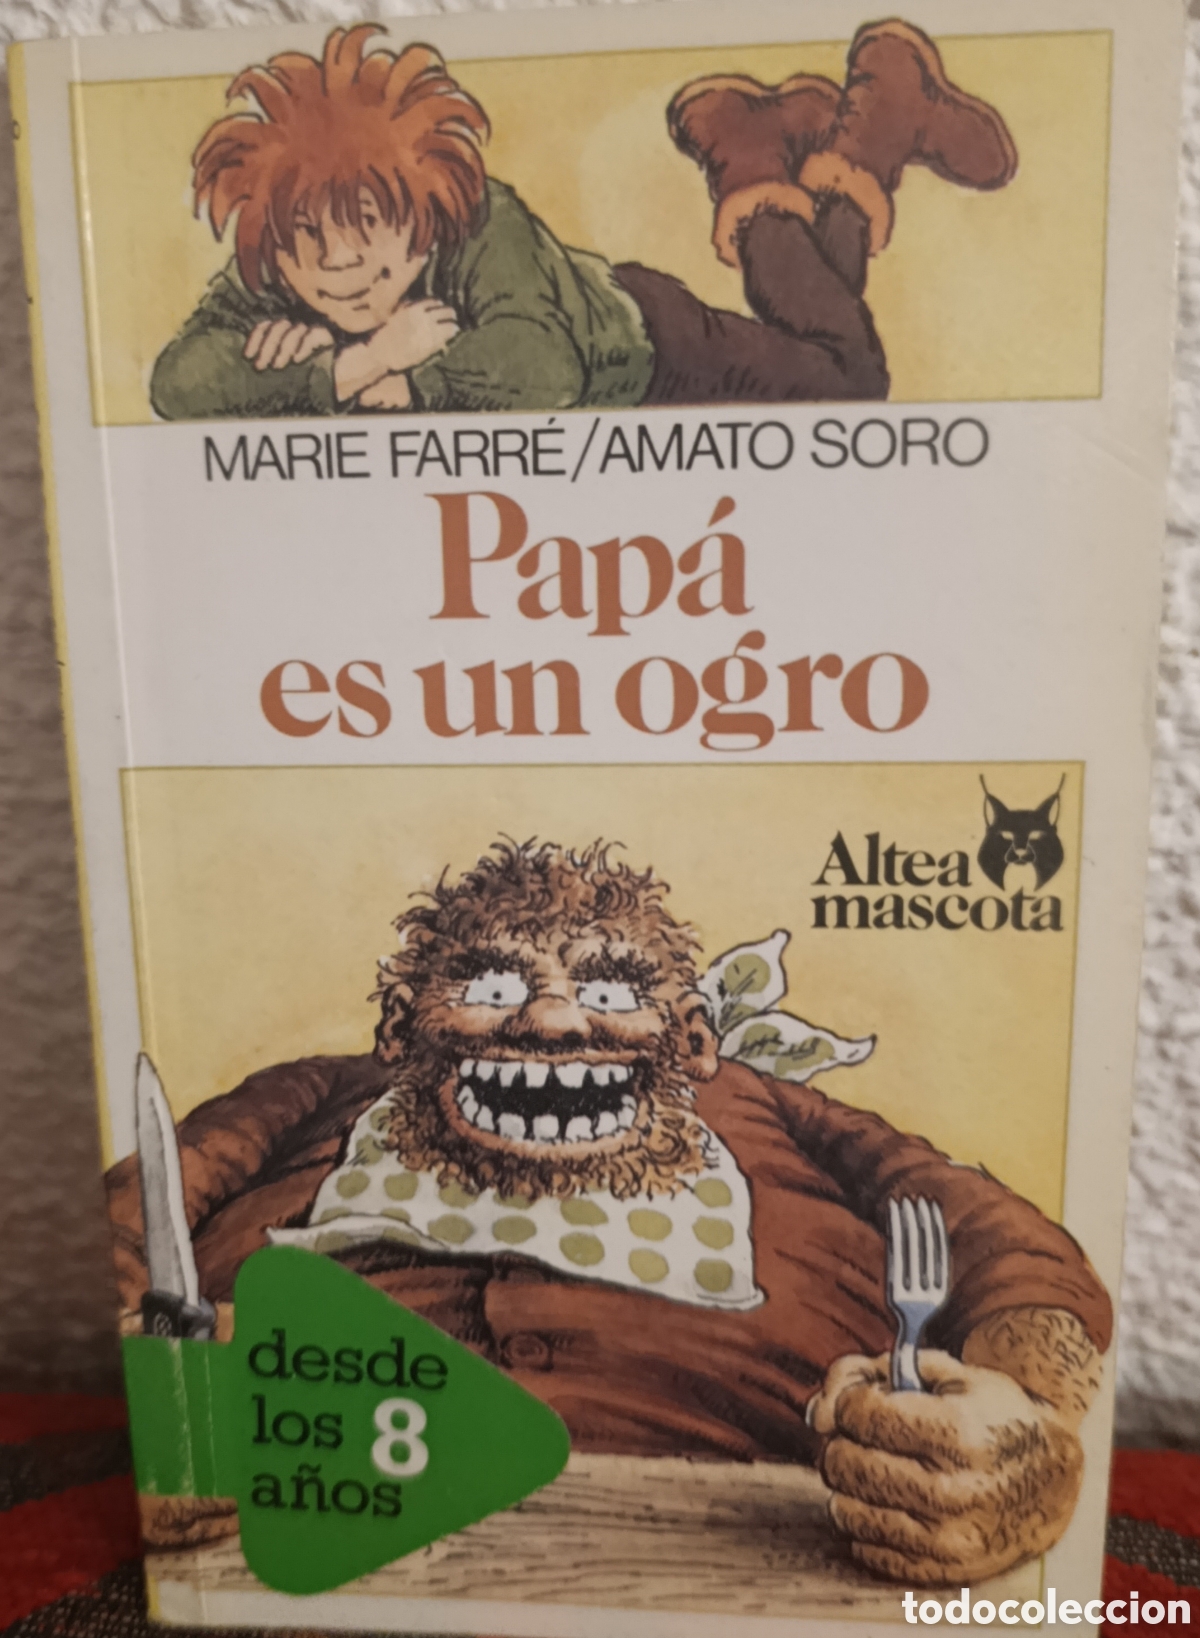 MARIE FARRÉ/AMATO SORO
Papá
es un ogro
Altea
mascota
desde
los 8
años
todocoleccion